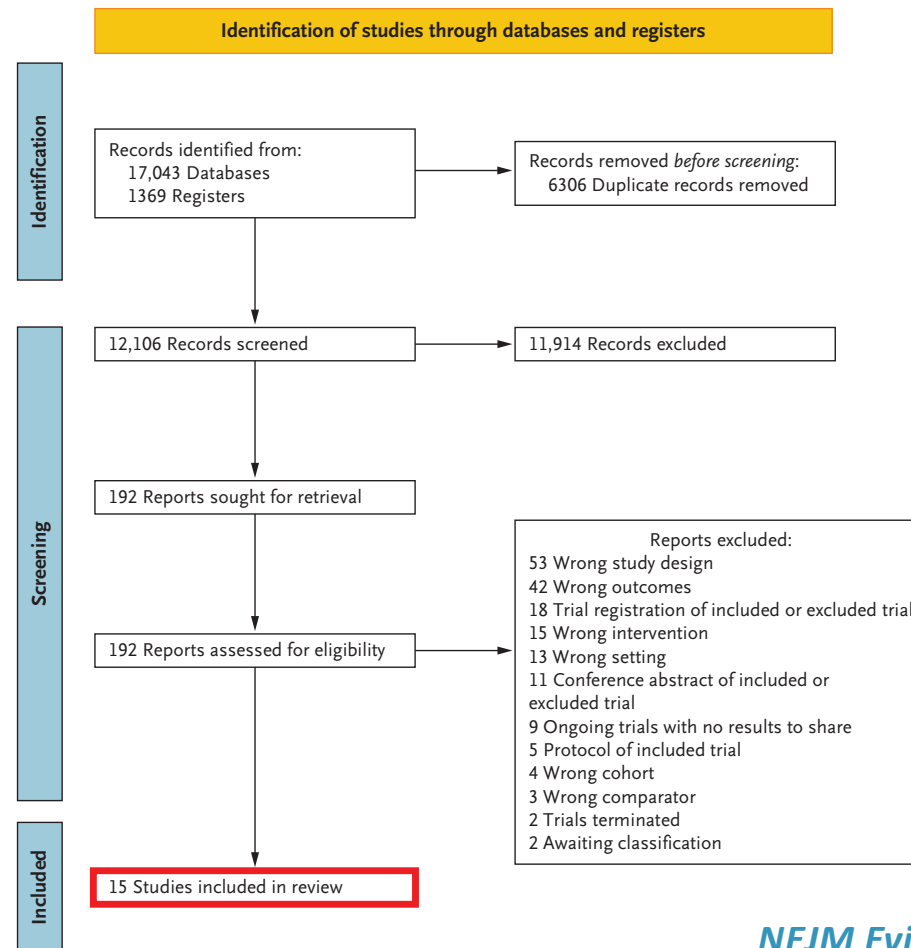 Identification of studies through databases and registers
Identification
Records identified from:
17,043 Databases
1369 Registers
Records removed before screening:
6306 Duplicate records removed
Screening
12,106 Records screened
11,914 Records excluded
192 Reports sought for retrieval
192 Reports assessed for eligibility
Reports excluded:
53 Wrong study design
42 Wrong outcomes
18 Trial registration of included or excluded trial
15 Wrong intervention
13 Wrong setting
11 Conference abstract of included or
excluded trial
9 Ongoing trials with no results to share
5 Protocol of included trial
4 Wrong cohort
3 Wrong comparator
2 Trials terminated
2 Awaiting classification
Included
15 Studies included in review
NEJM Evi